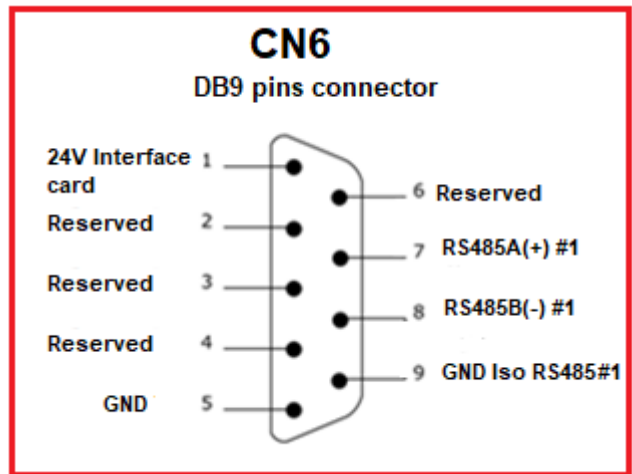 CN6
DB9 pins connector
24V Interface 1
card
Reserved 2
Reserved 3
Reserved 4
GND 5
6 Reserved
7 RS485A(+) #1
8 RS485B(-) #1
9 GND Iso RS485#1